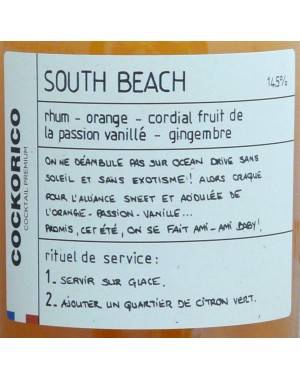 SOUTH BEACH
14,5%
rhum - orange - cordial fruit de
la passion vanillé - gingembre
ON NE DÉAMBULE PAS SUR OCEAN DRIVE SANS
SOLEIL ET SANS EXOTISME! ALORS CRAQUE
POUR L'ALLIANCE SWEET ET ACIDULÉE DE
L'ORANGE - PASSION - VANILLE...
PROMIS, CET ÉTÉ, ON SE FAIT AMI-AMI BABY!
rituel de service:
1- SERVIR SUR GLACE.
2- AJOUTER UN QUARTIER DE CITRON VERT.
COCKORICO
COCKTAIL PREMIUM